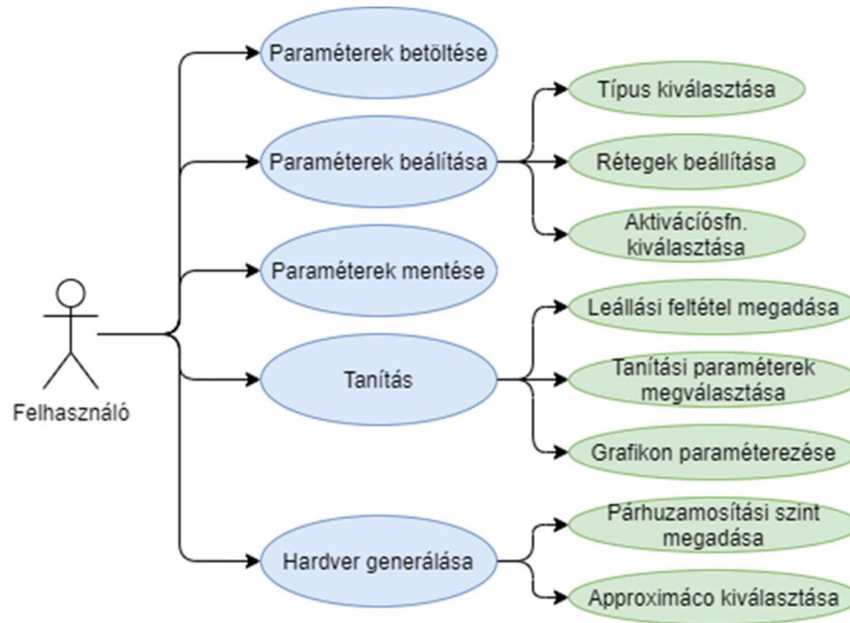 Paraméterek betöltése
Paraméterek beálítása
Típus kiválasztása
Rétegek beállítása
Aktivációsfn.
kiválasztása
Paraméterek mentése
Felhasználó
Tanítás
Leállási feltétel megadása
Tanítási paraméterek
megválasztása
Grafikon paraméterezése
Hardver generálása
Párhuzamosítási szint
megadása
Approximáco kiválasztása